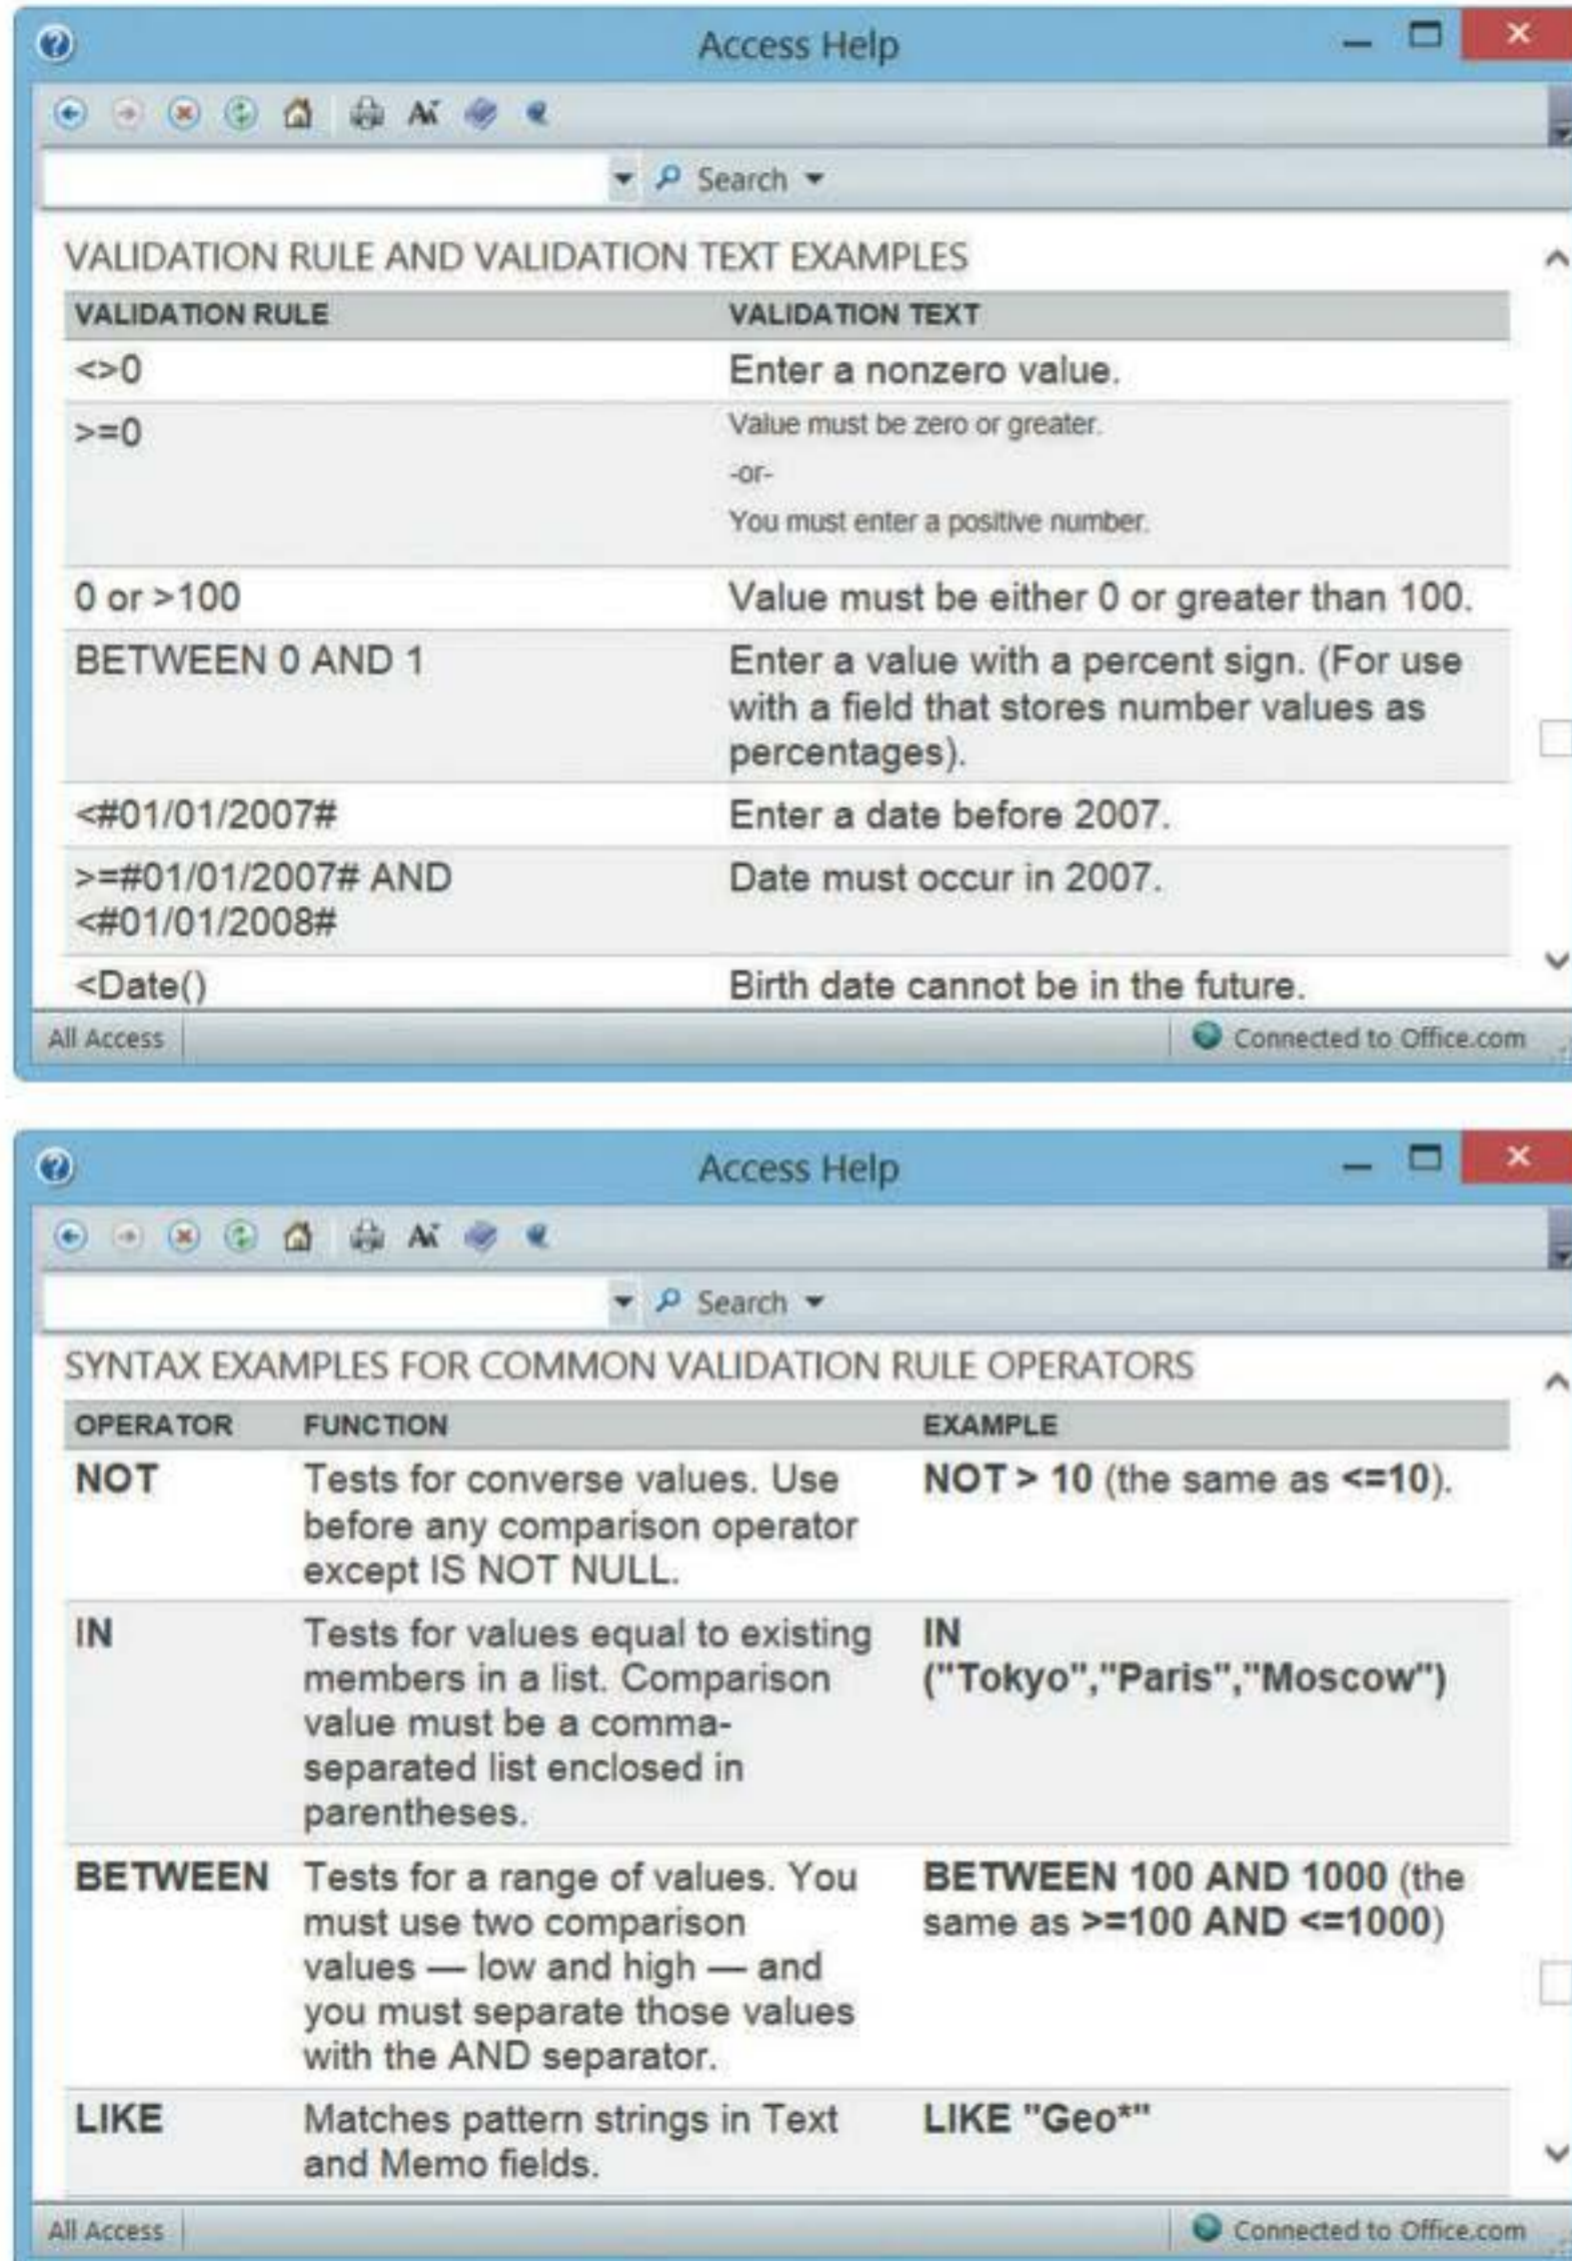 Access Help
Search
VALIDATION RULE AND VALIDATION TEXT EXAMPLES
VALIDATION RULE VALIDATION TEXT
<>0 Enter a nonzero value.
>=0 Value must be zero or greater.
-or-
You must enter a positive number.
0 or >100 Value must be either 0 or greater than 100.
BETWEEN 0 AND 1 Enter a value with a percent sign. (For use
with a field that stores number values as
percentages).
<#01/01/2007# Enter a date before 2007.
>=#01/01/2007# AND Date must occur in 2007.
<#01/01/2008#
<Date() Birth date cannot be in the future.
All Access Connected to Office.com
Access Help
Search
SYNTAX EXAMPLES FOR COMMON VALIDATION RULE OPERATORS
OPERATOR FUNCTION EXAMPLE
NOT Tests for converse values. Use NOT > 10 (the same as <=10).
before any comparison operator
except IS NOT NULL.
IN Tests for values equal to existing IN
members in a list. Comparison ("Tokyo","Paris","Moscow")
value must be a comma-
separated list enclosed in
parentheses.
BETWEEN Tests for a range of values. You BETWEEN 100 AND 1000 (the
must use two comparison same as >=100 AND <=1000)
values — low and high — and
you must separate those values
with the AND separator.
LIKE Matches pattern strings in Text LIKE "Geo*"
and Memo fields.
All Access Connected to Office.com